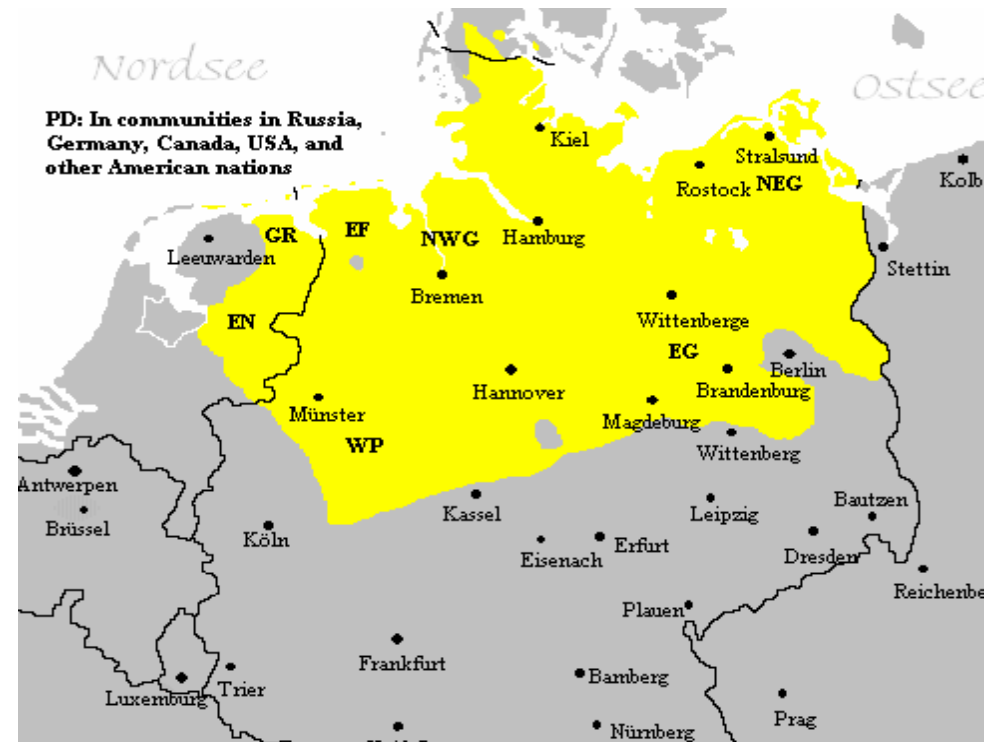 Nordsee
Ostsee
PD: In communities in Russia,
Germany, Canada, USA, and
other American nations
Kiel
Stralsund
Rostock NEG
Kolb
GR
EF
NWG
Hamburg
Leeuwarden
Stettin
Bremen
Wittenberge
EN
EG
Berlin
Hannover
Brandenburg
Münster
Magdeburg
WP
Wittenberg
Antwerpen
Kassel
Leipzig
Bautzen
Brüssel
Köln
Eisenach
Erfurt
Dresden
Reichenbe
Plauen
Frankfurt
Bamberg
Luxemburg
Trier
Prag
Nürnberg